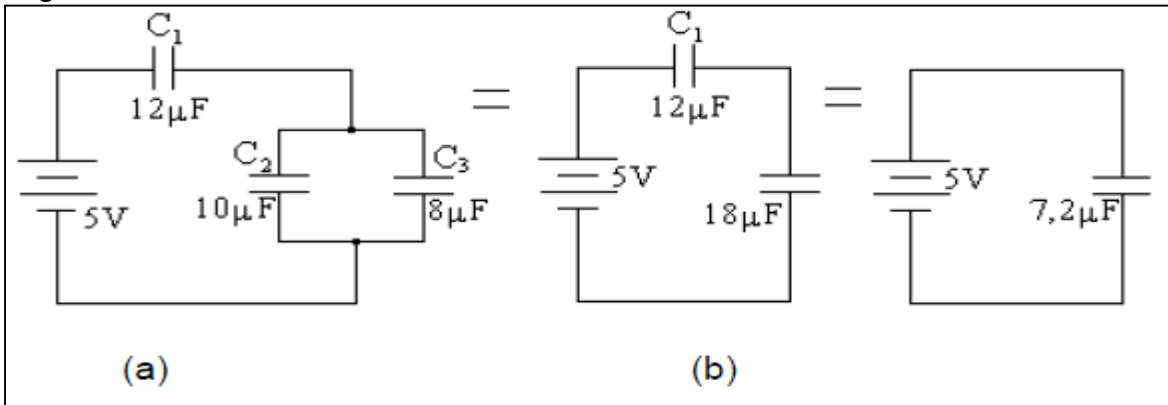 C1
12µF
C2
10µF
C3
8µF
5V
=
C1
12µF
5V
18µF
=
5V
7,2µF
(a)
(b)